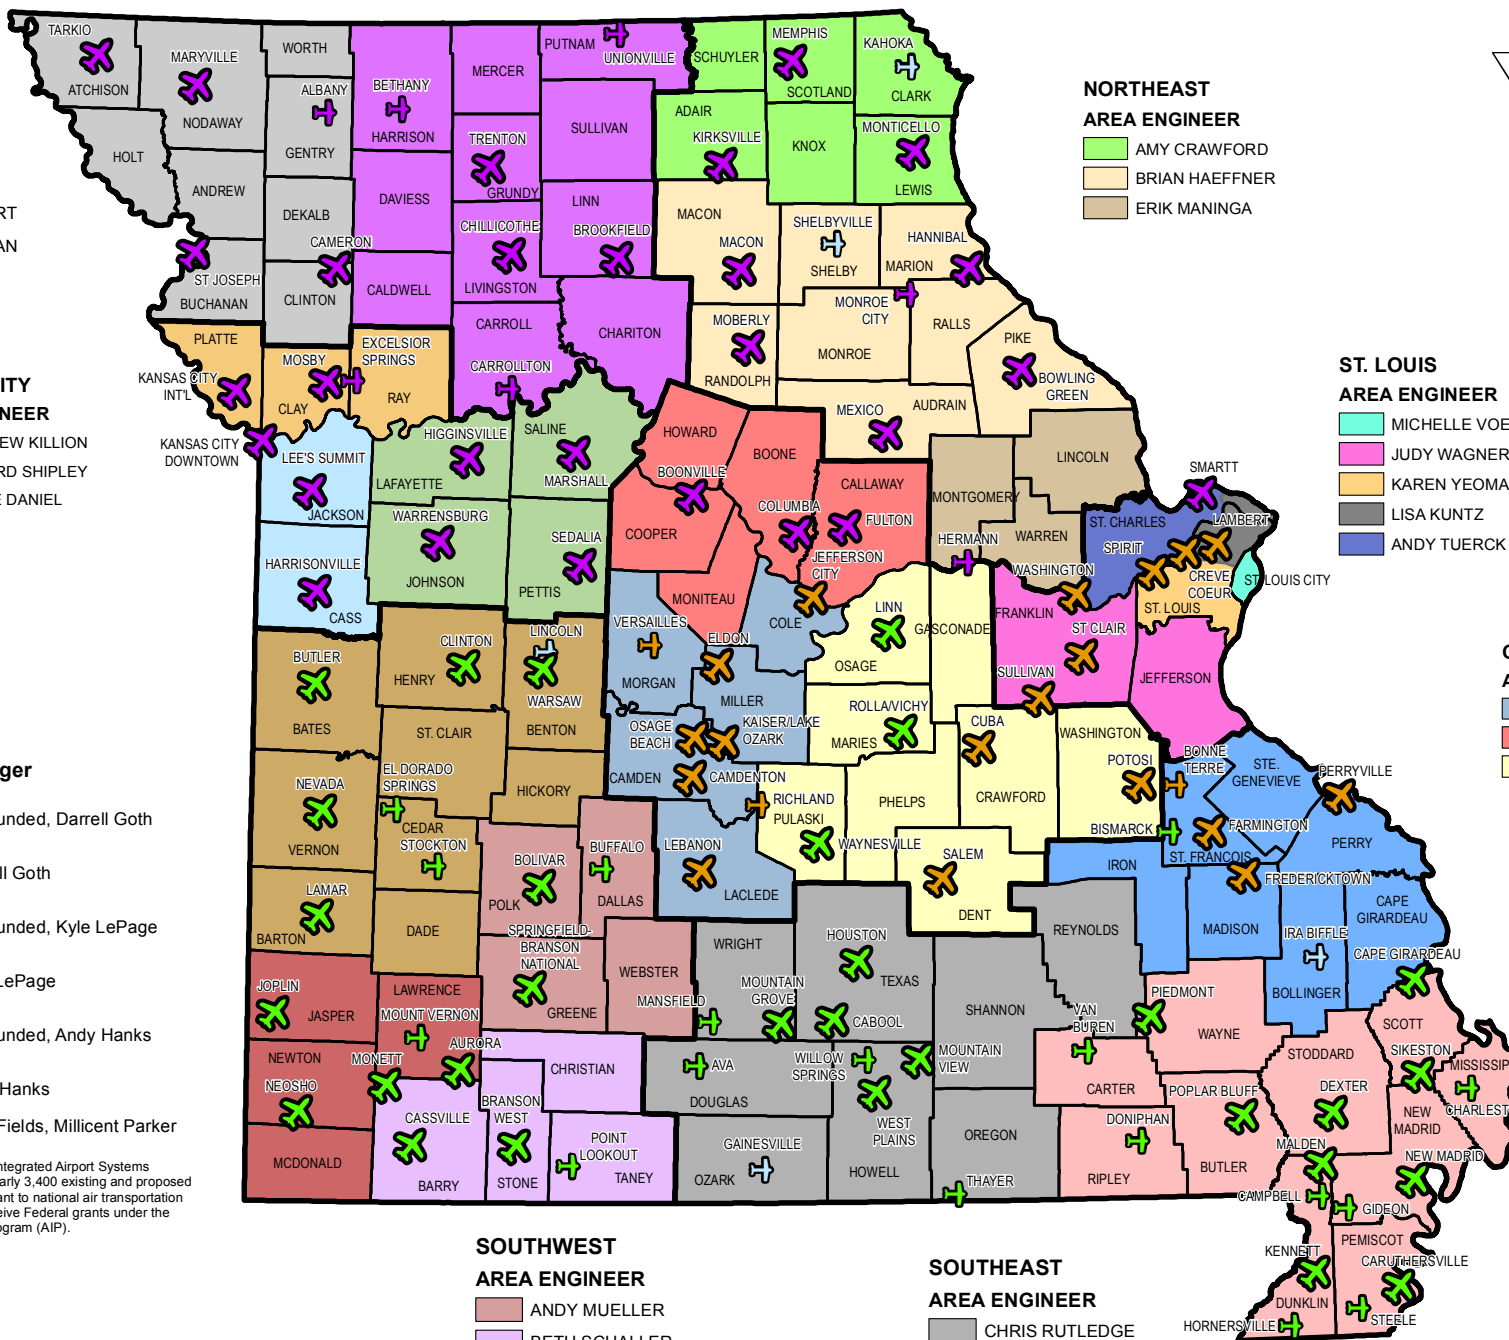 TARKIO
ATCHISON
MARYVILLE
NODAWAY
WORTH
ALBANY
GENTRY
BETHANY
HARRISON
MERCER
PUTNAM
UNIONVILLE
SCHUYLER
MEMPHIS
SCOTLAND
KAHOKA
CLARK
HOLT
ANDREW
DEKALB
DAVIESS
TRENTON
GRUNDY
SULLIVAN
LINN
BROOKFIELD
ADAIR
KIRKSVILLE
KNOX
MONTICELLO
LEWIS
ST JOSEPH
BUCHANAN
CAMERON
CLINTON
CALDWELL
CHILLICOTHE
LIVINGSTON
CARROLL
CARROLLTON
CHARITON
MACON
MACON
SHELBYVILLE
SHELBY
HANNIBAL
MARION
MONROE
CITY
MONROE
RALLS
PIKE
BOWLING
GREEN
MOBERLY
RANDOLPH
MEXICO
AUDRAIN
PLATTE
KANSAS CITY
INT'L
MOSBY
CLAY
EXCELSIOR
SPRINGS
RAY
KANSAS CITY
DOWNTOWN
LEE'S SUMMIT
JACKSON
HARRISONVILLE
CASS
HIGGINSVILLE
LAFAYETTE
WARRENSBURG
JOHNSON
SALINE
MARSHALL
SEDALIA
PETTIS
HOWARD
BOONVILLE
COOPER
BOONE
COLUMBIA
CALLAWAY
FULTON
JEFFERSON
CITY
MONITEAU
COLE
MONTGOMERY
HERMANN
LINCOLN
WARREN
WASHINGTON
ST. CHARLES
SPIRIT
SMARTT
LAMBERT
CREVE
COEUR
ST. LOUIS
ST. LOUIS CITY
FRANKLIN
ST CLAIR
SULLIVAN
JEFFERSON
BUTLER
BATES
CLINTON
HENRY
LINCOLN
WARSAW
BENTON
VERSAILLES
MORGAN
ELDON
MILLER
OSAGE
BEACH
KAISER/LAKE
OZARK
CAMDEN
CAMDENTON
LINN
OSAGE
GASCONADE
ROLLA/VICHY
MARIES
CUBA
CRAWFORD
WASHINGTON
POTOSI
BONNE
TERRE
STE.
GENEVIEVE
PERRYVILLE
PERRY
BISMARCK
FARMINGTON
ST. FRANCOIS
FREDERICKTOWN
ST. CLAIR
HICKORY
NEVADA
VERNON
EL DORADO
SPRINGS
CEDAR
STOCKTON
LAMAR
BARTON
DADE
BOLIVAR
POLK
BUFFALO
DALLAS
LEBANON
LACLEDE
RICHLAND
PULASKI
WAYNESVILLE
PHELPS
SALEM
DENT
IRON
REYNOLDS
MADISON
IRA BIFFLE
BOLLINGER
CAPE
GIRARDEAU
CAPE GIRARDEAU
SPRINGFIELD-
BRANSON
NATIONAL
GREENE
WEBSTER
WRIGHT
MANSFIELD
MOUNTAIN
GROVE
HOUSTON
TEXAS
CABOOL
SHANNON
JOPLIN
JASPER
LAWRENCE
MOUNT VERNON
AURORA
MONETT
NEWTON
NEOSHO
MCDONALD
CASSVILLE
BARRY
BRANSON
WEST
STONE
CHRISTIAN
POINT
LOOKOUT
TANEY
AVA
DOUGLAS
GAINESVILLE
OZARK
WILLOW
SPRINGS
WEST
PLAINS
HOWELL
MOUNTAIN
VIEW
OREGON
THAYER
VAN
BUREN
CARTER
PIEDMONT
WAYNE
DONIPHAN
RIPLEY
POPLAR BLUFF
BUTLER
STODDARD
DEXTER
SCOTT
SIKESTON
MISSISSIP
CHARLEST
NEW
MADRID
NEW MADRID
MALDEN
CAMPBELL
GIDEON
PEMISCOT
CARUTHERSVILLE
KENNETT
DUNKLIN
STEELE
HORNERSVILLE
NORTHEAST
AREA ENGINEER
AMY CRAWFORD
BRIAN HAEFFNER
ERIK MANINGA
ST. LOUIS
AREA ENGINEER
MICHELLE VOE
JUDY WAGNER
KAREN YEOMA
LISA KUNTZ
ANDY TUERCK
RT
AN
ITY
NEER
EW KILLION
RD SHIPLEY
E DANIEL
ger
unded, Darrell Goth
ll Goth
unded, Kyle LePage
LePage
unded, Andy Hanks
Hanks
Fields, Millicent Parker
ntegrated Airport Systems
arly 3,400 existing and proposed
ant to national air transportation
eive Federal grants under the
ogram (AIP).
SOUTHWEST
AREA ENGINEER
ANDY MUELLER
BETH SCHALLER
SOUTHEAST
AREA ENGINEER
CHRIS RUTLEDGE